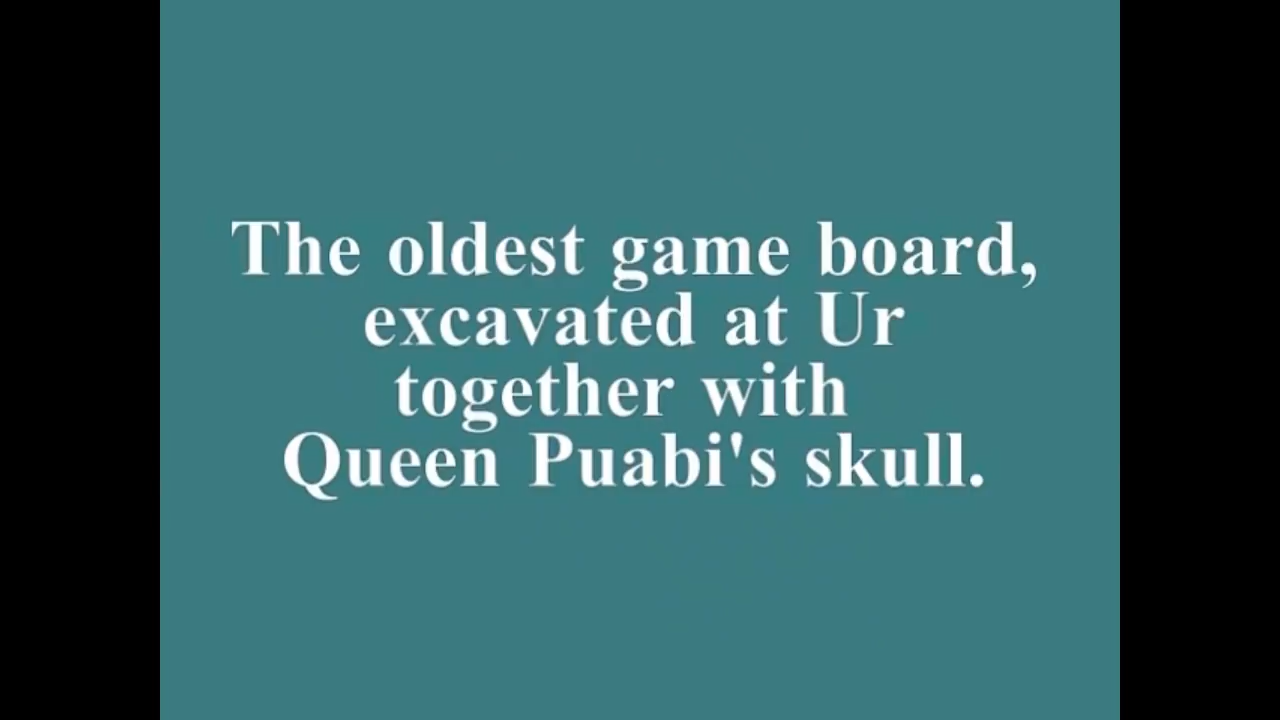 The oldest game board,
excavated at Ur
together with
Queen Puabi's skull.